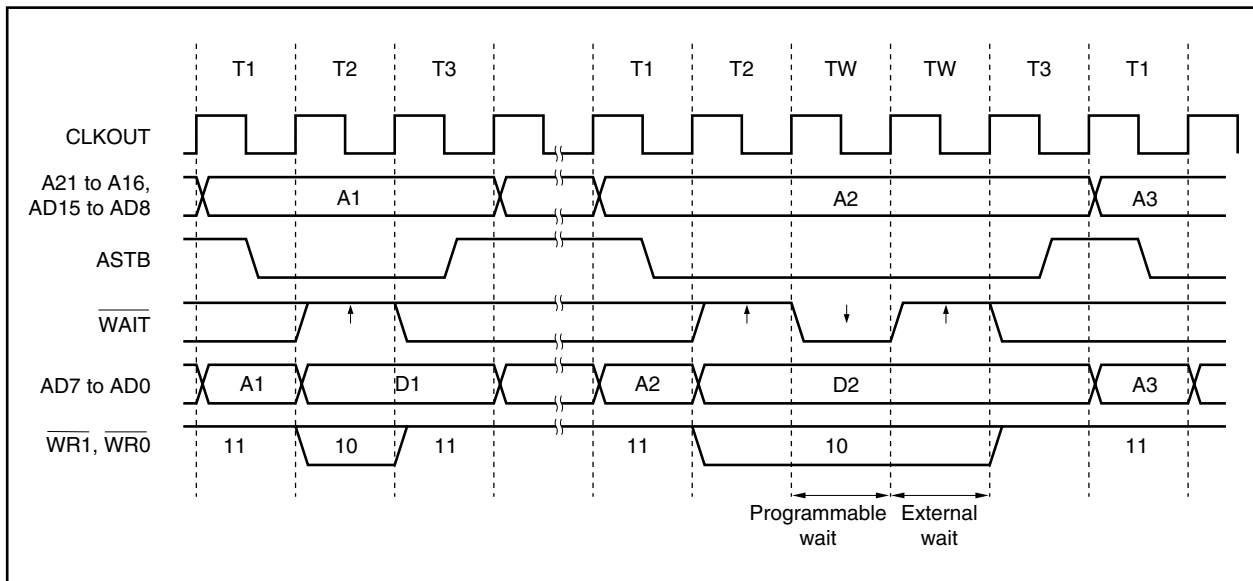 T1 T2 T3 T1 T2 TW TW T3 T1
CLKOUT
A21 to A16,
AD15 to AD8
A1 A2 A3
ASTB
WAIT
AD7 to AD0 A1 D1 A2 D2 A3
WR1, WR0 11 10 11 11 10 11
Programmable
wait
External
wait